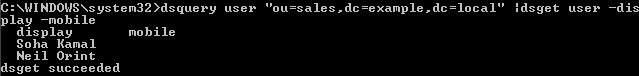 C:\WINDOWS\system32>dsquery user "ou=sales,dc=example,dc=local" |dsget user -dis
play -mobile
  display        mobile
  Soha Kamal
  Neil Orint
dsget succeeded